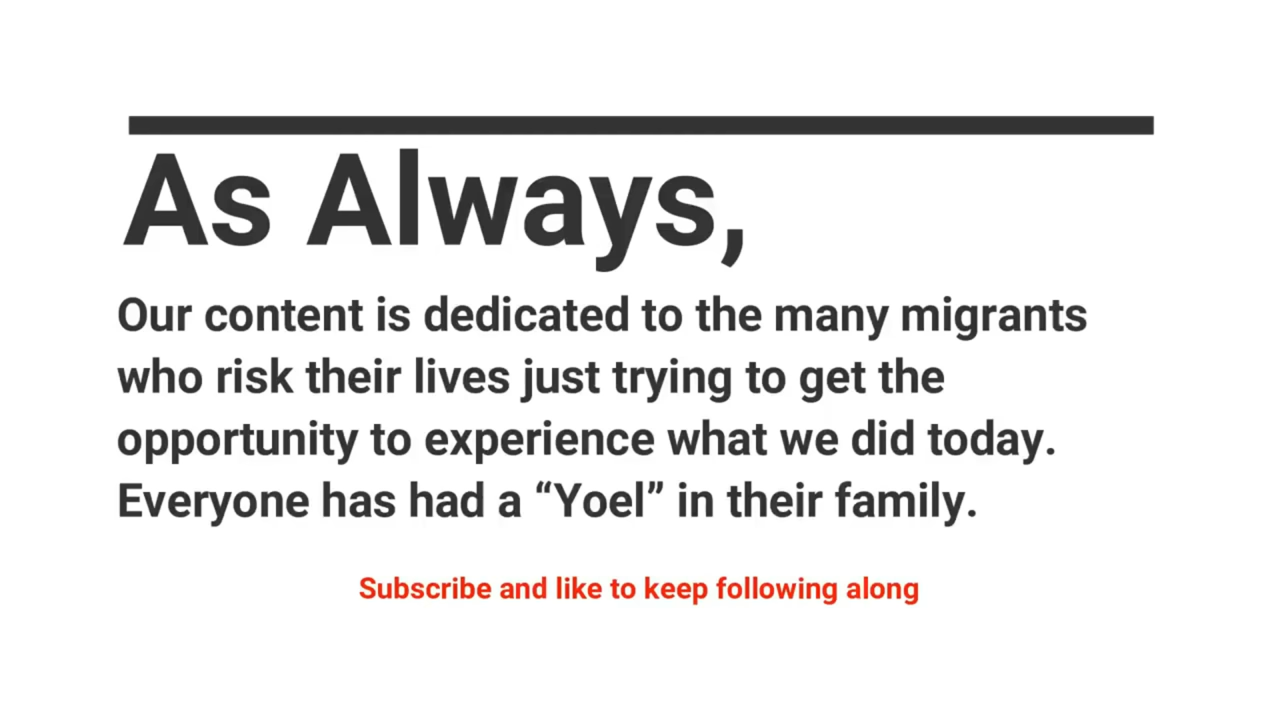 As Always,
Our content is dedicated to the many migrants
who risk their lives just trying to get the
opportunity to experience what we did today.
Everyone has had a “Yoel” in their family.
Subscribe and like to keep following along